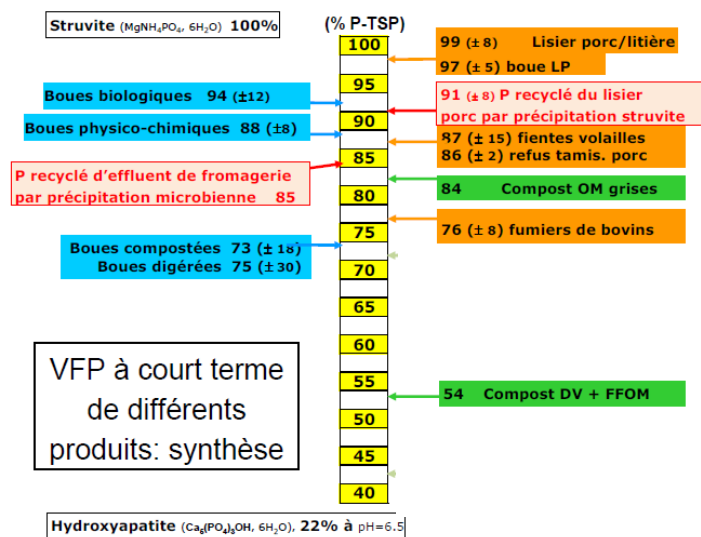 Struvite (MgNH4PO4, 6H2O) 100%
(% P-TSP)
100
95
90
85
80
75
70
65
60
55
50
45
40
Boues biologiques 94 (±12)
Boues physico-chimiques 88 (±8)
P recyclé d'effluent de fromagerie
par précipitation microbienne 85
Boues compostées 73 (± 18)
Boues digérées 75 (±30)
99 (± 8) Lisier porc/litière
97 (± 5) boue LP
91 (± 8) P recyclé du lisier
porc par précipitation struvite
87 (± 15) fientes volailles
86 (± 2) refus tamis. porc
84 Compost OM grises
76 (± 8) fumiers de bovins
54 Compost DV + FFOM
VFP à court terme
de différents
produits: synthèse
Hydroxyapatite (Ca6(PO4)3OH, 6H2O), 22% à pH=6.5